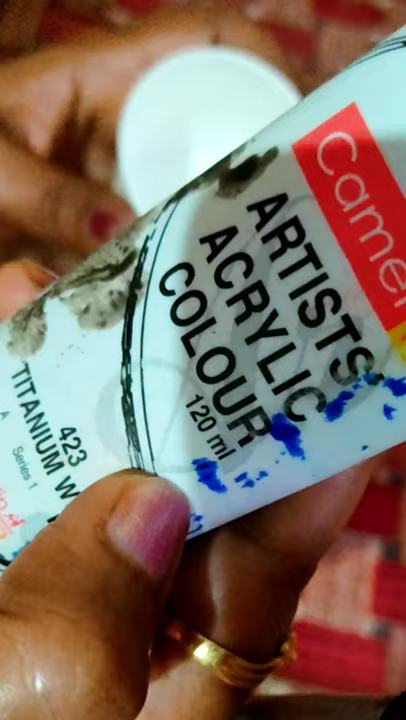 Camel
ARTISTS'
ACRYLIC
COLOUR
120 ml
423
TITANIUM W
Series 1
A